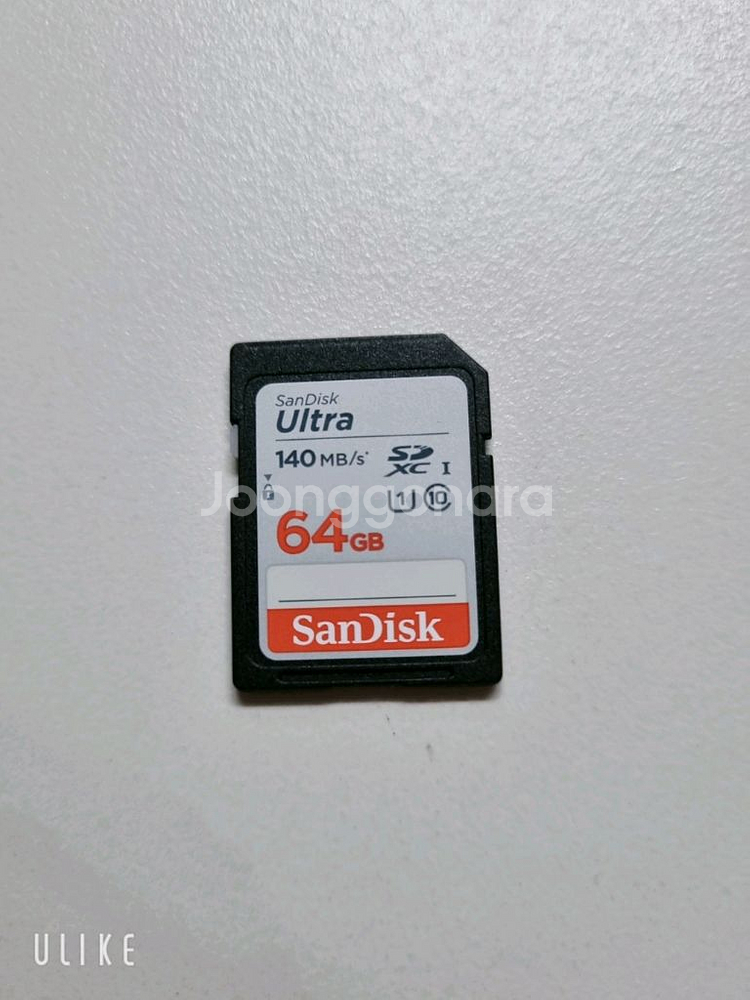 SanDisk
Ultra
140 MB/s*
SD XC I
U1 10
64GB
SanDisk
Joonggonara
ULIKE